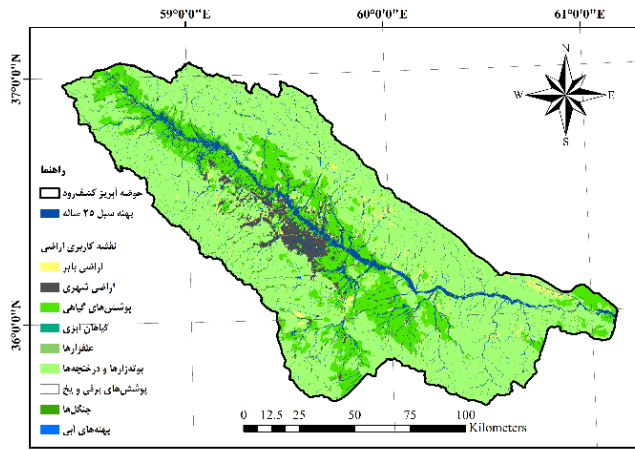 59°0'0"E 60°0'0"E 61°0'0"E
37°0'0"N
36°0'0"N
N
W E
S
راهنما
حوضه آبریز کشف‌رود
پهنه سیل ۲۵ ساله
نقشه کاربری اراضی
اراضی بایر
اراضی شهری
پوشش‌های گیاهی
گیاهان آبزی
علفزارها
بوته‌زارها و درختچه‌ها
پوشش‌های برفی و یخ
جنگل‌ها
پهنه‌های آبی
0 12.5 25 50 75 100
Kilometers